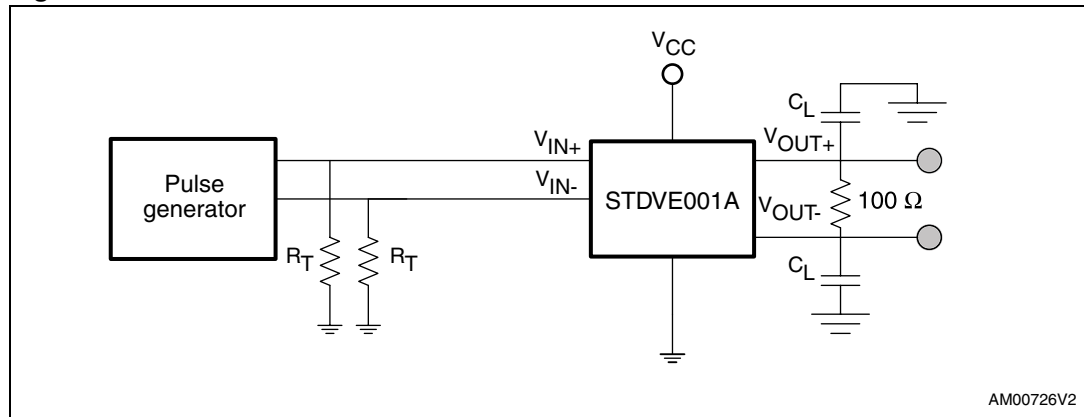 VCC
CL
VIN+
VOUT+
Pulse
generator
VIN-
STDVE001A
100 Ω
VOUT-
RT
RT
CL
AM00726V2